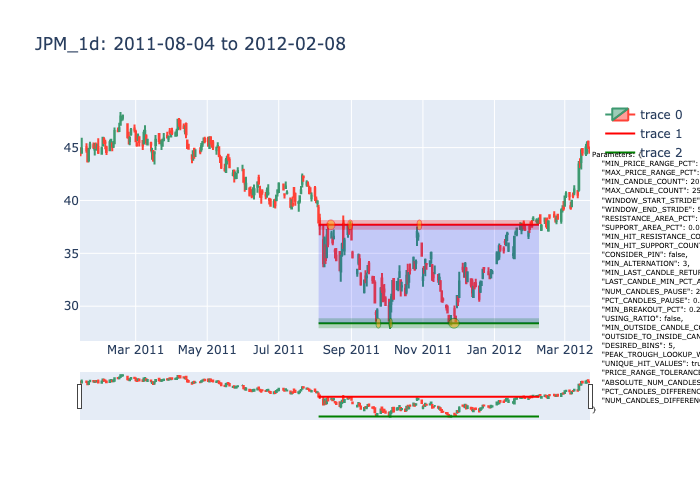 JPM_1d: 2011-08-04 to 2012-02-08
trace 0
trace 1
trace 2
Parameters: {
"MIN_PRICE_RANGE_PCT":
"MAX_PRICE_RANGE_PCT":
"MIN_CANDLE_COUNT": 20
"MAX_CANDLE_COUNT": 25
"WINDOW_START_STRIDE"
"WINDOW_END_STRIDE": 5
"RESISTANCE_AREA_PCT":
"SUPPORT_AREA_PCT": 0.0
"MIN_HIT_RESISTANCE_CO
"MIN_HIT_SUPPORT_COUNT
"CONSIDER_PIN": false,
"MIN_ALTERNATION": 3,
"MIN_LAST_CANDLE_RETUR
"LAST_CANDLE_MIN_PCT_A
"NUM_CANDLES_PAUSE": 2
"PCT_CANDLES_PAUSE": 0.
"MIN_BREAKOUT_PCT": 0.2
"USING_RATIO": false,
"MIN_OUTSIDE_CANDLE_CO
"OUTSIDE_TO_INSIDE_CAN
"DESIRED_BINS": 5,
"PEAK_TROUGH_LOOKUP_W
"UNIQUE_HIT_VALUES": tru
"PRICE_RANGE_TOLERANC
"ABSOLUTE_NUM_CANDLES
"PCT_CANDLES_DIFFERENC
"NUM_CANDLES_DIFFEREN
}
45
40
35
30
Mar 2011
May 2011
Jul 2011
Sep 2011
Nov 2011
Jan 2012
Mar 2012